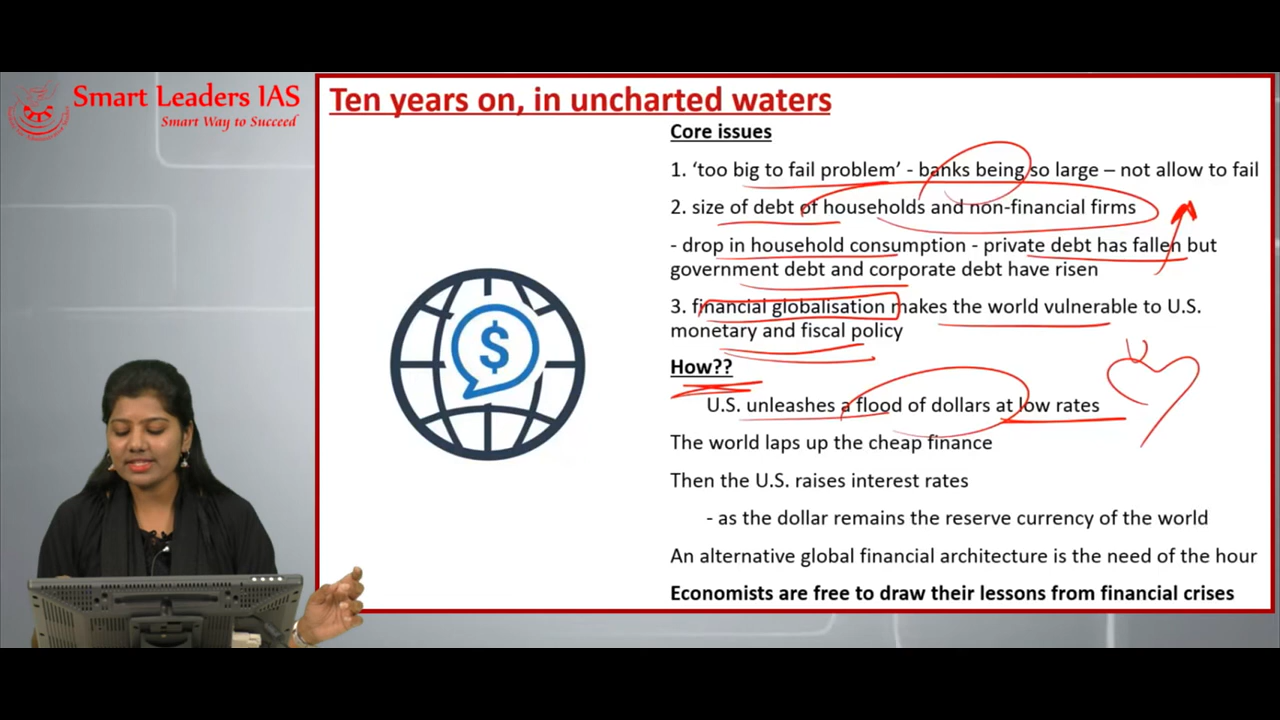 Smart Leaders IAS
Smart Way to Succeed
Ten years on, in uncharted waters
Core issues
1. ‘too big to fail problem’ - banks being so large – not allow to fail
2. size of debt of households and non-financial firms
- drop in household consumption - private debt has fallen but
government debt and corporate debt have risen
3. financial globalisation makes the world vulnerable to U.S.
monetary and fiscal policy
How??
$
U.S. unleashes a flood of dollars at low rates
The world laps up the cheap finance
Then the U.S. raises interest rates
- as the dollar remains the reserve currency of the world
An alternative global financial architecture is the need of the hour
Economists are free to draw their lessons from financial crises